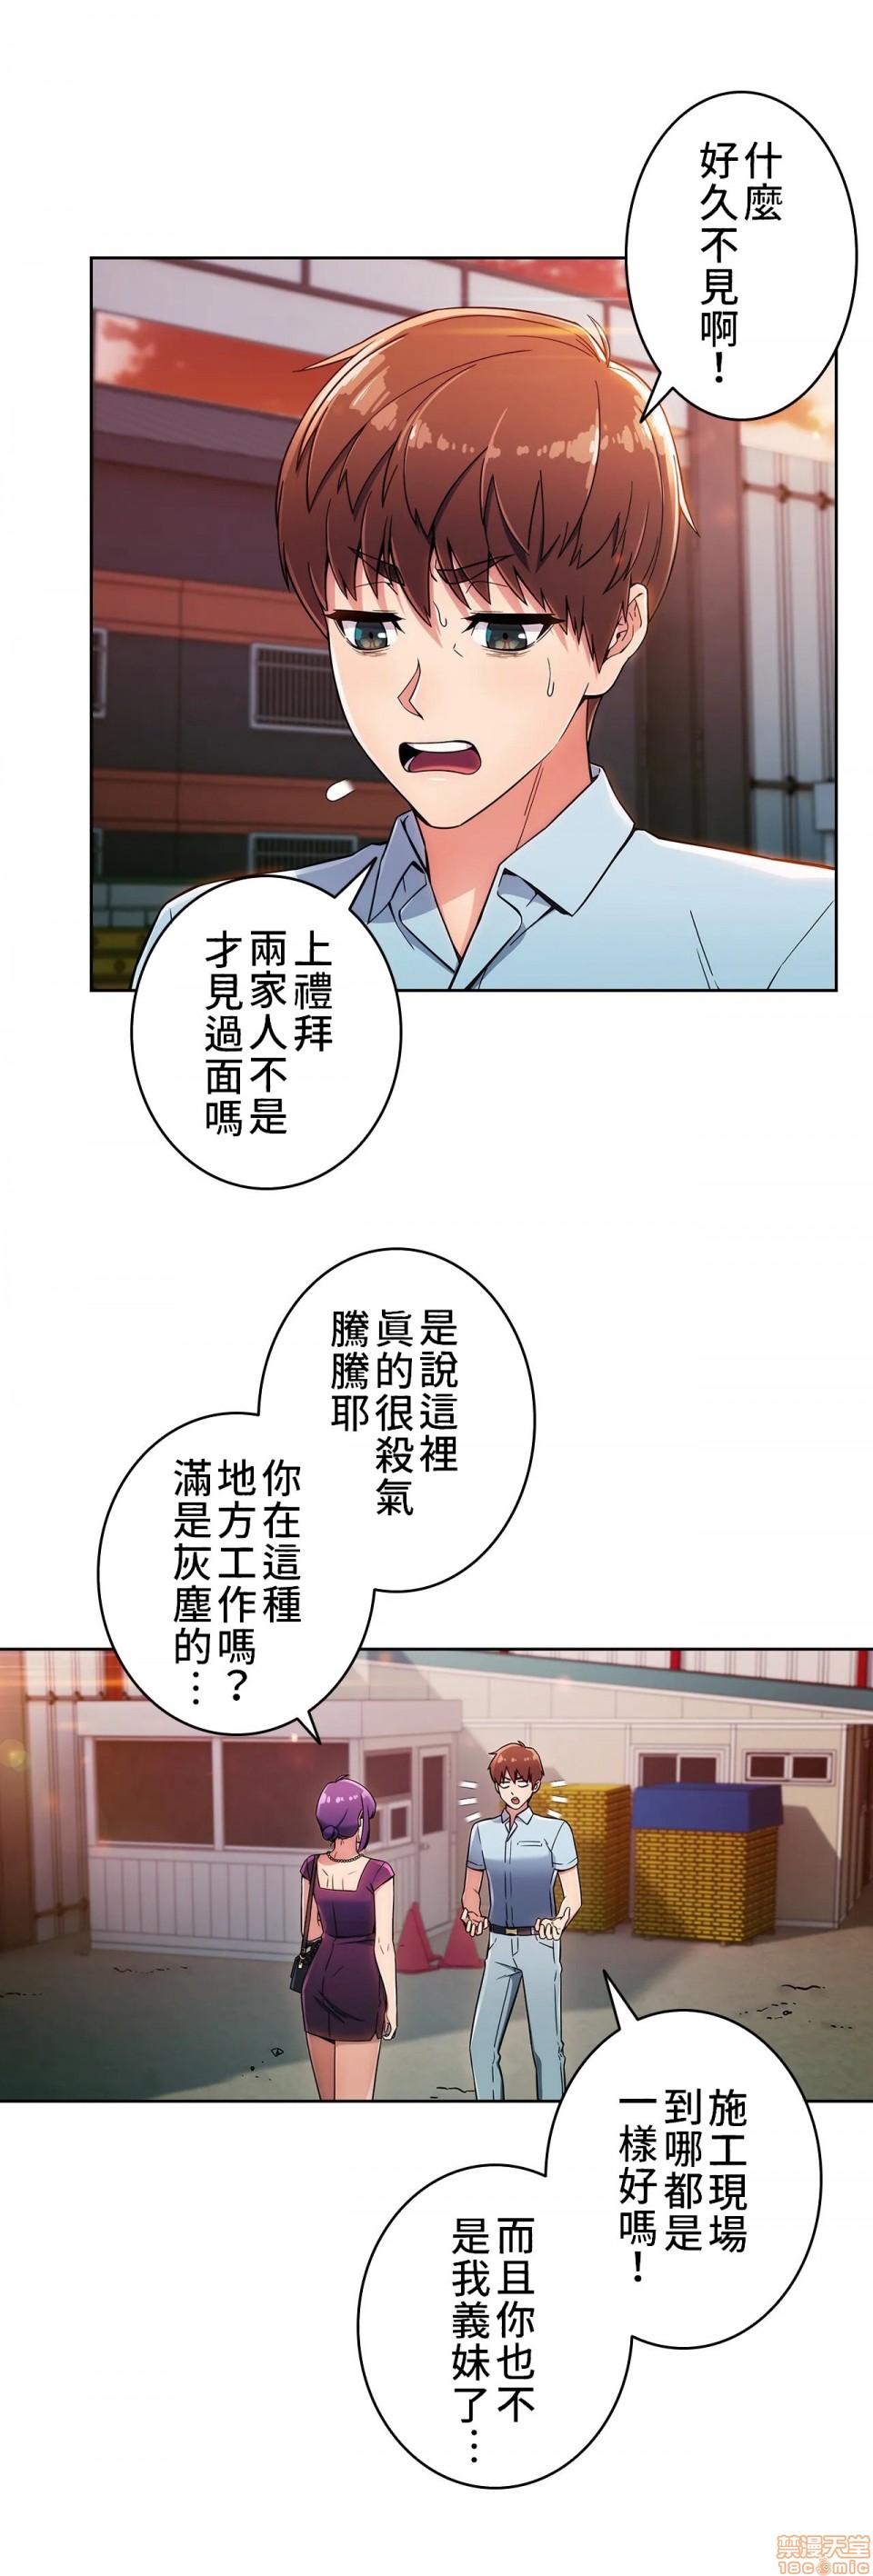 什麼
好久不見啊！
上禮拜
兩家人不是
才見過面嗎
是說這裡
真的很殺氣
騰騰耶
你在這種
地方工作嗎？
滿是灰塵的…
施工現場
到哪都是
一樣好嗎！
而且你也不
是我義妹了…
禁漫天堂
18comic